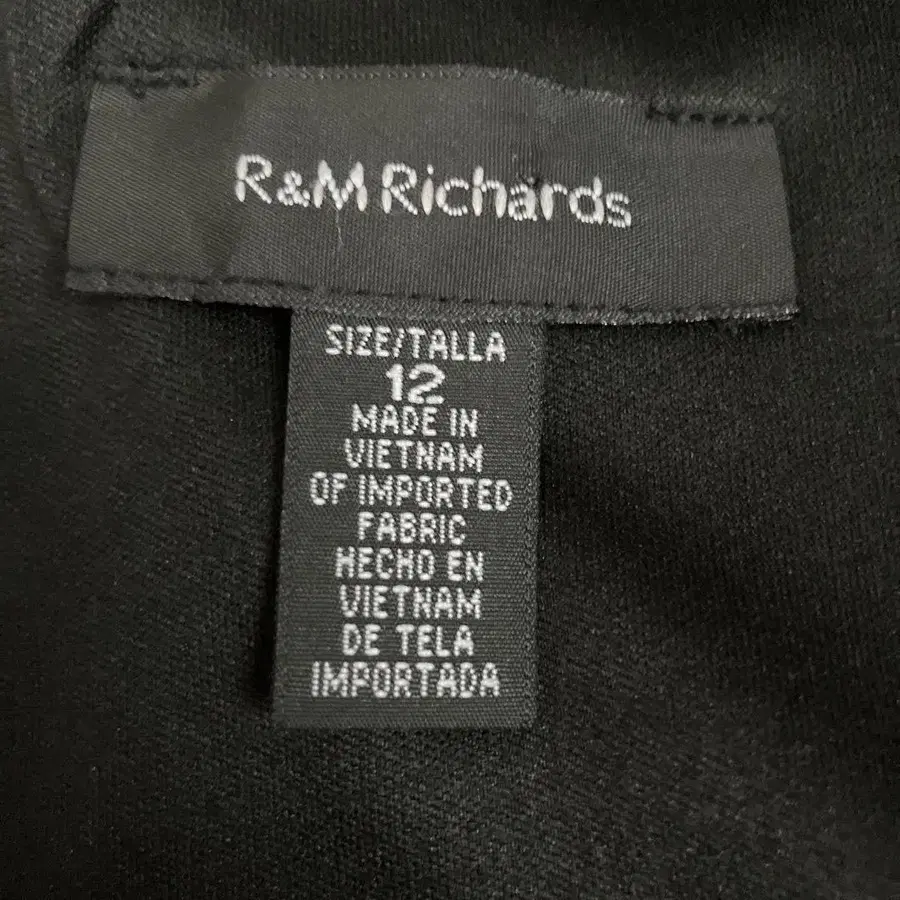 R&M Richards
SIZE/TALLA
12
MADE IN
VIETNAM
OF IMPORTED
FABRIC
HECHO EN
VIETNAM
DE TELA
IMPORTADA